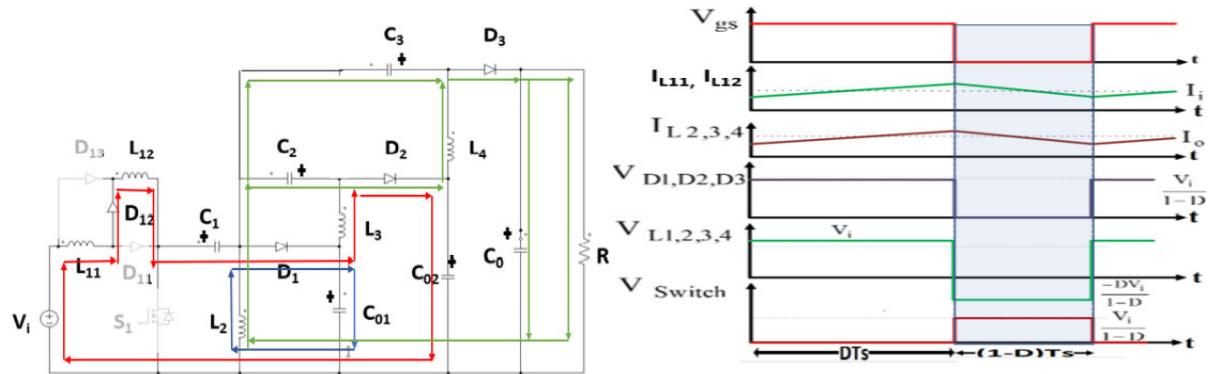 C3
D3
D13
L12
C2
D2
L4
D12
C1
L3
L11
D11
D1
C02
C0
R
Vi
S1
L2
C01
Vgs
t
IL11, IL12
Ii
t
IL2,3,4
Io
t
VD1,D2,D3
Vi
1-D
t
VL1,2,3,4
Vi
t
-DVi
1-D
VSwitch
Vi
1-D
t
DTs
(1-D)Ts